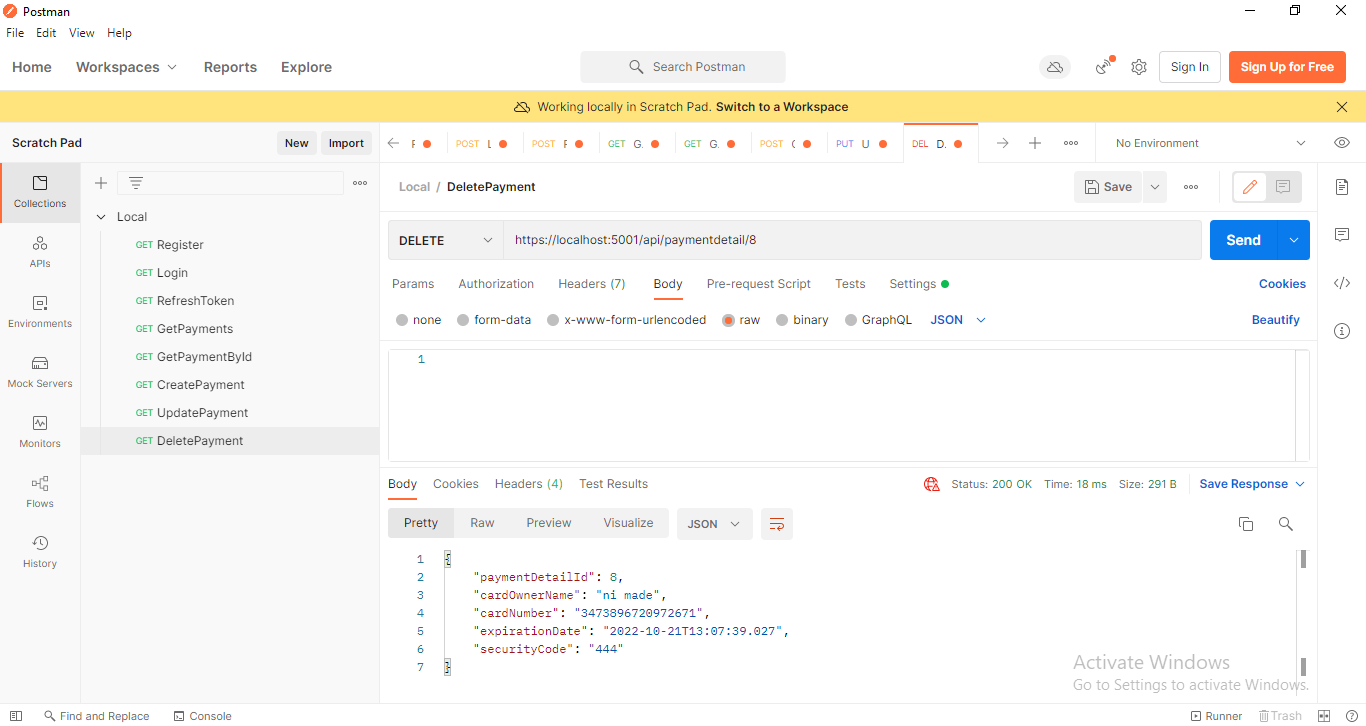 Postman
File Edit View Help
Home Workspaces Reports Explore Search Postman Sign In Sign Up for Free
Working locally in Scratch Pad. Switch to a Workspace
Scratch Pad New Import
POST L POST F GET G. GET G. POST ( PUT U DEL D. No Environment
Local / DeletePayment Save
Collections
APIs
Environments
Mock Servers
Monitors
Flows
History
Local
GET Register
GET Login
GET RefreshToken
GET GetPayments
GET GetPaymentById
GET CreatePayment
GET UpdatePayment
GET DeletePayment
DELETE https://localhost:5001/api/paymentdetail/8 Send
Params Authorization Headers (7) Body Pre-request Script Tests Settings Cookies
none form-data x-www-form-urlencoded raw binary GraphQL JSON Beautify
1
Body Cookies Headers (4) Test Results Status: 200 OK Time: 18 ms Size: 291 B Save Response
Pretty Raw Preview Visualize JSON
1 {
2 "paymentDetailId": 8,
3 "cardOwnerName": "ni made",
4 "cardNumber": "3473896720972671",
5 "expirationDate": "2022-10-21T13:07:39.027",
6 "securityCode": "444"
7 }
Activate Windows
Go to Settings to activate Windows.
Find and Replace Console Runner Trash